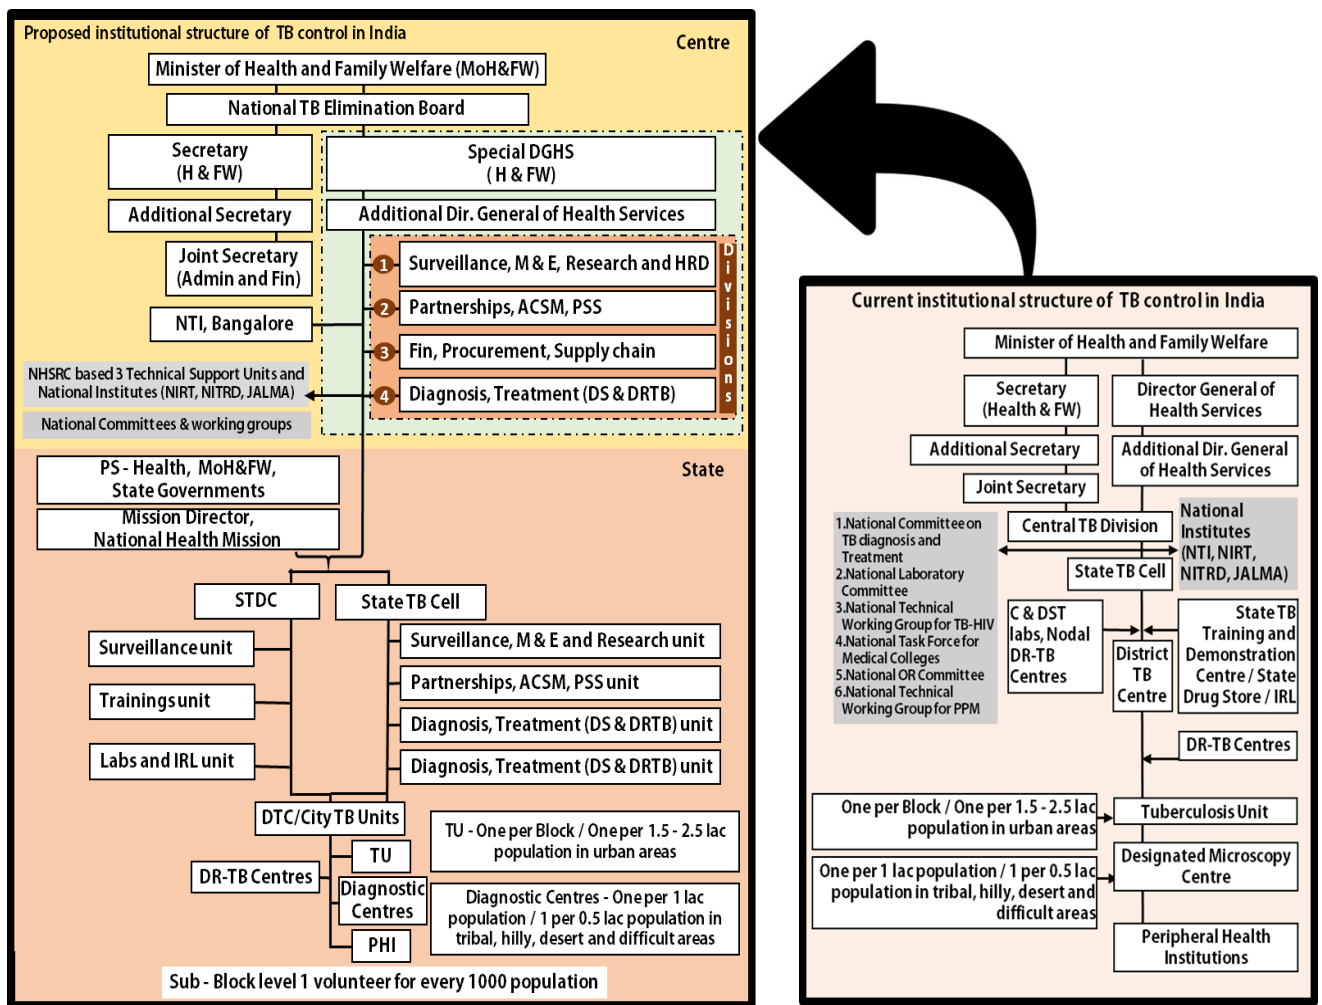 Proposed institutional structure of TB control in India
Centre
Minister of Health and Family Welfare (MoH&FW)
National TB Elimination Board
Secretary
(H & FW)
Special DGHS
( H & FW)
Additional Secretary
Additional Dir. General of Health Services
Joint Secretary
(Admin and Fin)
NTI, Bangalore
Divisions
1
Surveillance, M & E, Research and HRD
2
Partnerships, ACSM, PSS
3
Fin, Procurement, Supply chain
4
Diagnosis, Treatment (DS & DRTB)
NHSRC based 3 Technical Support Units and
National Institutes (NIRT, NITRD, JALMA)
National Committees & working groups
State
PS - Health, MoH&FW,
State Governments
Mission Director,
National Health Mission
STDC
State TB Cell
Surveillance unit
Trainings unit
Labs and IRL unit
Surveillance, M & E and Research unit
Partnerships, ACSM, PSS unit
Diagnosis, Treatment (DS & DRTB) unit
Diagnosis, Treatment (DS & DRTB) unit
DTC/City TB Units
TU
DR-TB Centres
Diagnostic
Centres
PHI
TU - One per Block / One per 1.5 - 2.5 lac
population in urban areas
Diagnostic Centres - One per 1 lac
population / 1 per 0.5 lac population in
tribal, hilly, desert and difficult areas
Sub - Block level 1 volunteer for every 1000 population
Current institutional structure of TB control in India
Minister of Health and Family Welfare
Secretary
(Health & FW)
Director General of
Health Services
Additional Secretary
Additional Dir. General
of Health Services
Joint Secretary
Central TB Division
National
Institutes
(NTI, NIRT,
NITRD, JALMA)
1.National Committee on
TB diagnosis and
Treatment
2.National Laboratory
Committee
3.National Technical
Working Group for TB-HIV
4.National Task Force for
Medical Colleges
5.National OR Committee
6.National Technical
Working Group for PPM
State TB Cell
C & DST
labs, Nodal
DR-TB
Centres
District
TB
Centre
State TB
Training and
Demonstration
Centre / State
Drug Store / IRL
DR-TB Centres
One per Block / One per 1.5 - 2.5 lac
population in urban areas
Tuberculosis Unit
One per 1 lac population / 1 per 0.5 lac
population in tribal, hilly, desert and
difficult areas
Designated Microscopy
Centre
Peripheral Health
Institutions